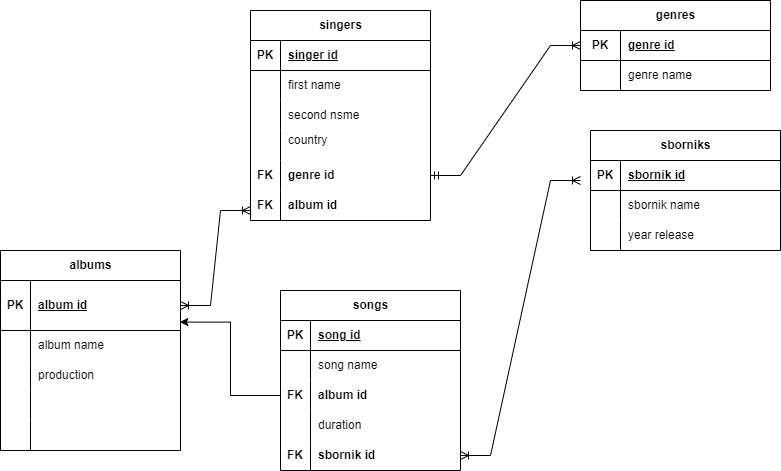 singers
PK singer id
first name
second nsme
country
FK genre id
FK album id
genres
PK genre id
genre name
sborniks
PK sbornik id
sbornik name
year release
albums
PK album id
album name
production
songs
PK song id
song name
FK album id
duration
FK sbornik id